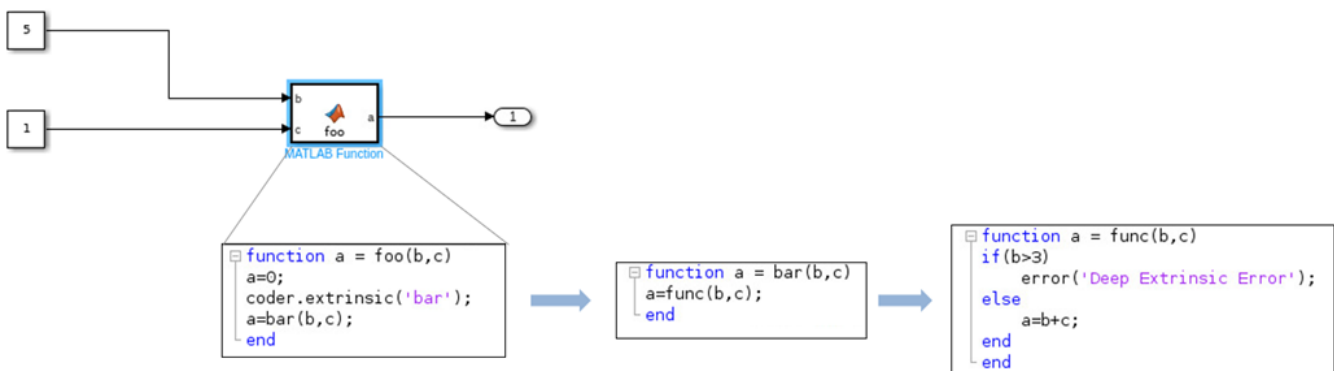 5
1
b
c
a
foo
MATLAB Function
1
function a = foo(b,c)
a=0;
coder.extrinsic('bar');
a=bar(b,c);
end
function a = bar(b,c)
a=func(b,c);
end
function a = func(b,c)
if(b>3)
error('Deep Extrinsic Error');
else
a=b+c;
end
end